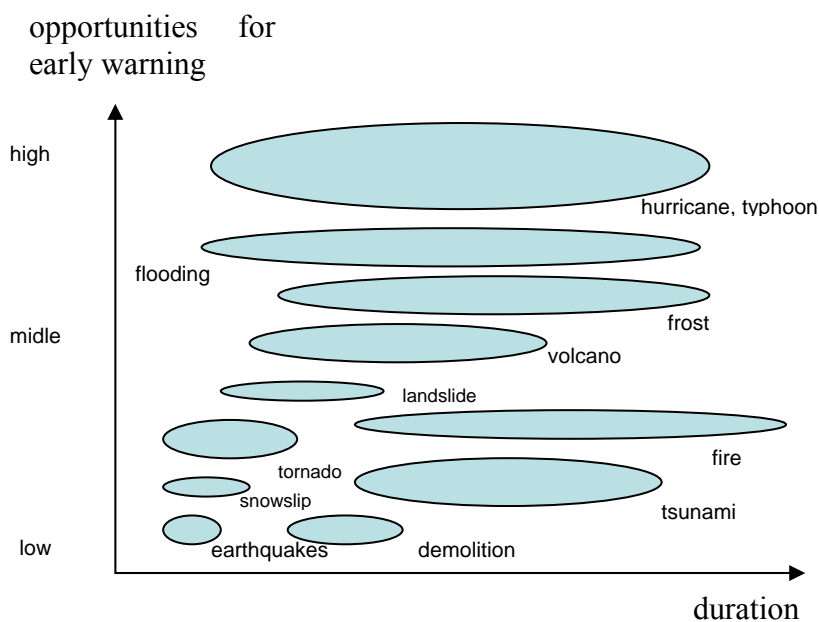 opportunities for
early warning
high
hurricane, typhoon
flooding
frost
midle
volcano
landslide
fire
tornado
snowslip
tsunami
low
earthquakes
demolition
duration